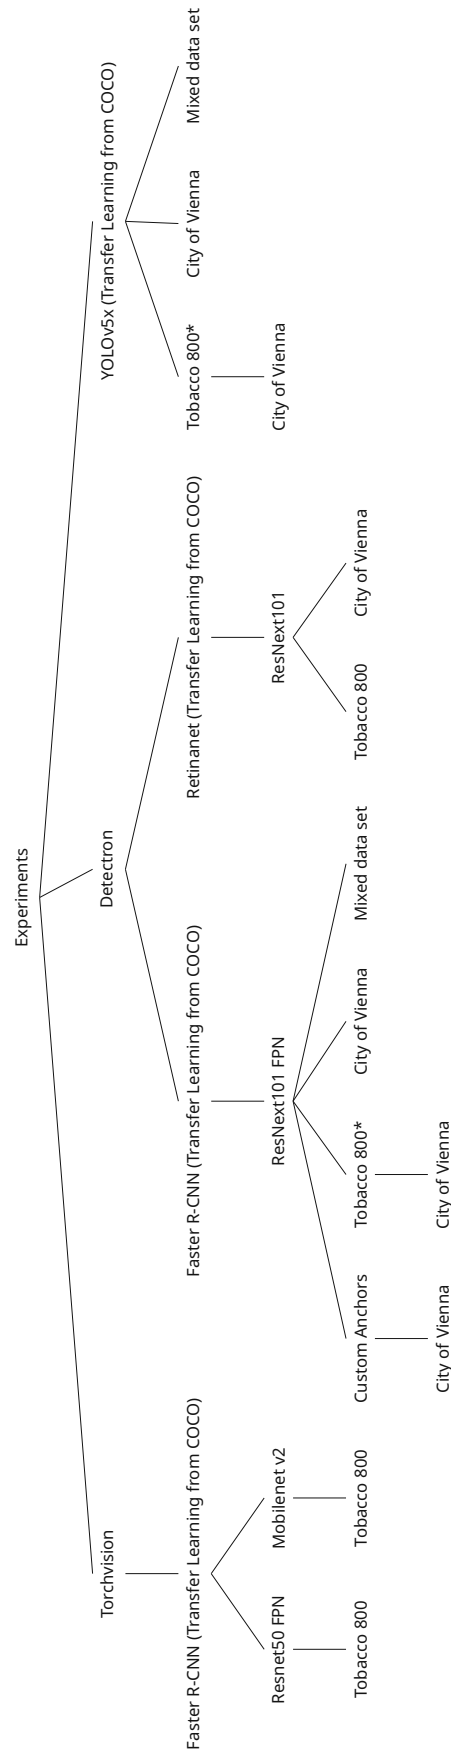 Experiments
Torchvision
Detectron
YOLOv5x (Transfer Learning from COCO)
Faster R-CNN (Transfer Learning from COCO)
Faster R-CNN (Transfer Learning from COCO)
Retinanet (Transfer Learning from COCO)
Tobacco 800*
City of Vienna
Mixed data set
Resnet50 FPN
Mobilenet v2
ResNext101 FPN
ResNext101
City of Vienna
Tobacco 800
Tobacco 800
Custom Anchors
Tobacco 800*
City of Vienna
Mixed data set
Tobacco 800
City of Vienna
City of Vienna
City of Vienna